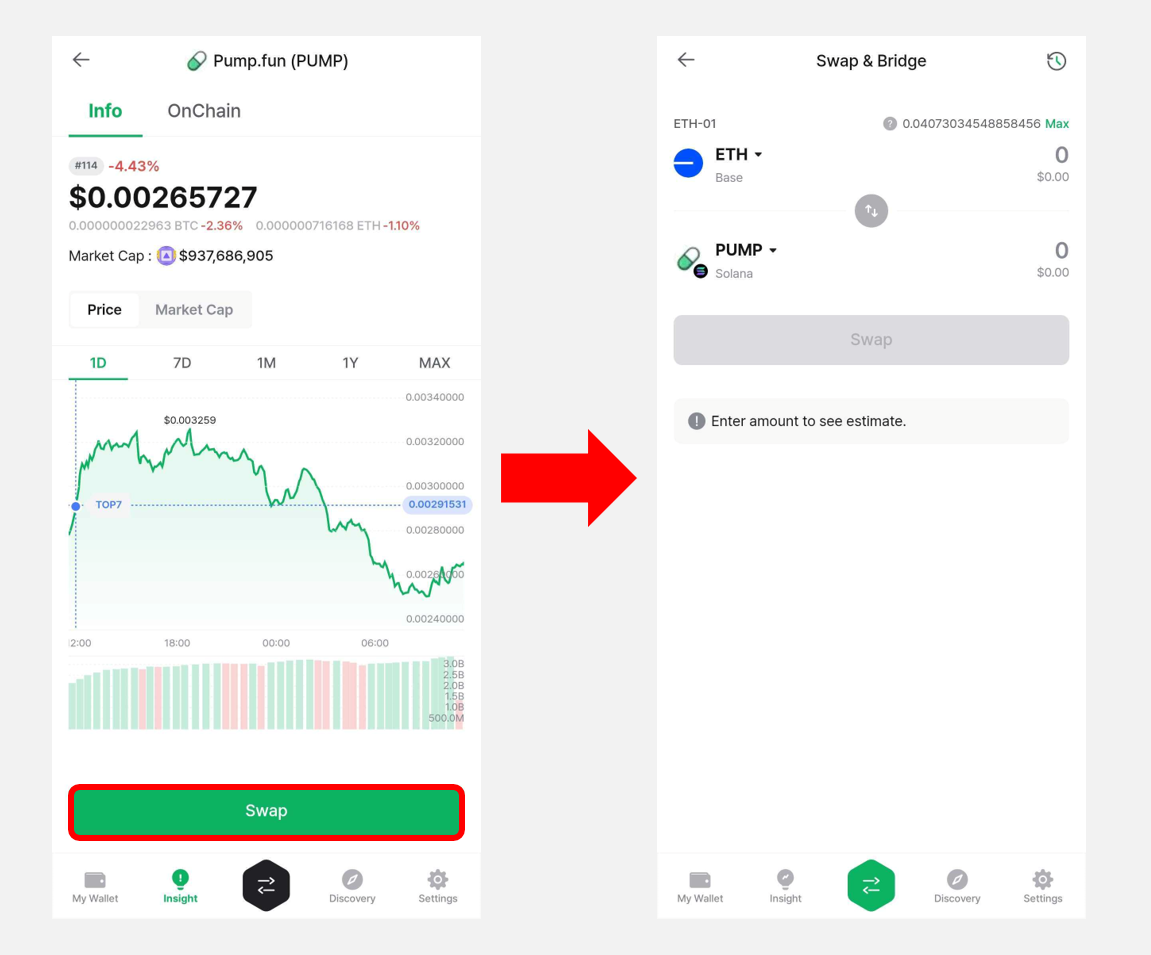 Pump.fun (PUMP)
Info OnChain
#114 -4.43%
$0.00265727
0.000000022963 BTC -2.36% 0.000000716168 ETH -1.10%
Market Cap : $937,686,905
Price Market Cap
1D 7D 1M 1Y MAX
0.00340000
$0.003259
0.00320000
0.00300000
TOP7 0.00291531
0.00280000
0.00260000
0.00240000
12:00 18:00 00:00 06:00
3.0B
2.5B
2.0B
1.5B
1.0B
500.0M
Swap
My Wallet Insight Discovery Settings
Swap & Bridge
ETH-01 ? 0.04073034548858456 Max
ETH 0
Base $0.00
PUMP 0
Solana $0.00
Swap
! Enter amount to see estimate.
My Wallet Insight Discovery Settings